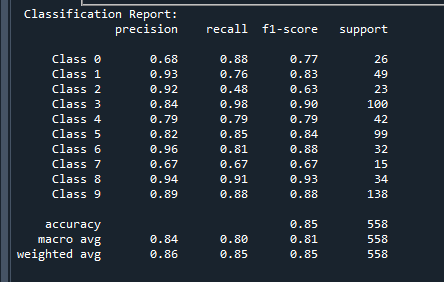 Classification Report:
precision recall f1-score support
Class 0 0.68 0.88 0.77 26
Class 1 0.93 0.76 0.83 49
Class 2 0.92 0.48 0.63 23
Class 3 0.84 0.98 0.90 100
Class 4 0.79 0.79 0.79 42
Class 5 0.82 0.85 0.84 99
Class 6 0.96 0.81 0.88 32
Class 7 0.67 0.67 0.67 15
Class 8 0.94 0.91 0.93 34
Class 9 0.89 0.88 0.88 138
accuracy 0.85 558
macro avg 0.84 0.80 0.81 558
weighted avg 0.86 0.85 0.85 558